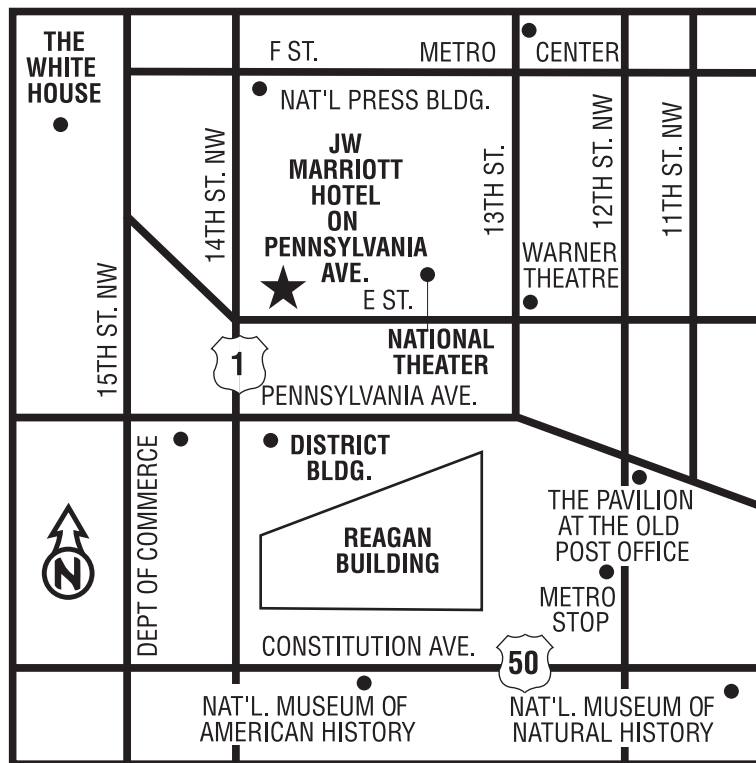 THE
WHITE
HOUSE
F ST.
METRO CENTER
NAT'L PRESS BLDG.
JW
MARRIOTT
HOTEL
ON
PENNSYLVANIA
AVE.
14TH ST. NW
13TH ST.
12TH ST. NW
11TH ST. NW
WARNER
THEATRE
E ST.
15TH ST. NW
NATIONAL
THEATER
1
PENNSYLVANIA AVE.
DISTRICT
BLDG.
DEPT OF COMMERCE
REAGAN
BUILDING
THE PAVILION
AT THE OLD
POST OFFICE
N
METRO
STOP
CONSTITUTION AVE.
50
NAT'L. MUSEUM OF
AMERICAN HISTORY
NAT'L. MUSEUM OF
NATURAL HISTORY